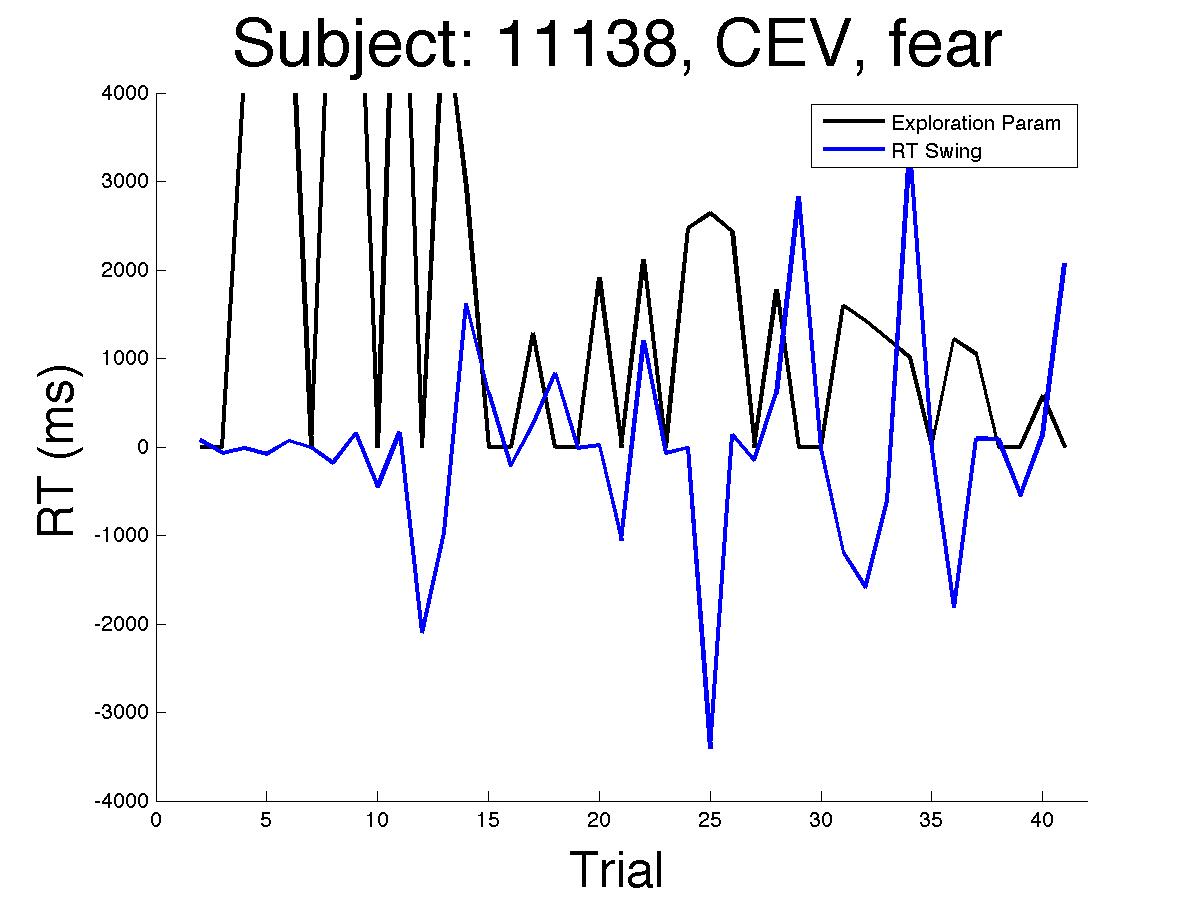 Subject: 11138, CEV, fear
Exploration Param
RT Swing
4000
3000
2000
1000
0
-1000
-2000
-3000
-4000
RT (ms)
0 5 10 15 20 25 30 35 40
Trial